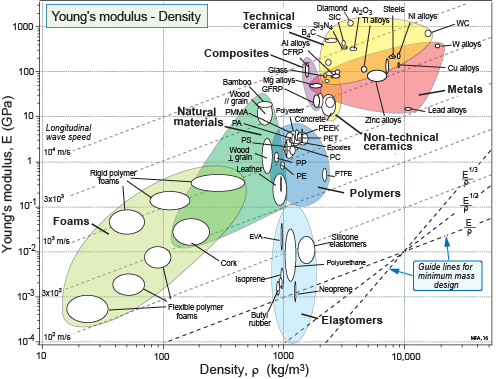 Young's modulus - Density
Technical
ceramics
Diamond
SiC
Si3N4
B4C
Al2O3
Ti alloys
Steels
Ni alloys
WC
W alloys
Al alloys
CFRP
Composites
Glass
Mg alloys
GFRP
Cu alloys
Metals
Lead alloys
Zinc alloys
Bamboo
Wood
// grain
PMMA
PA
Natural
materials
PS
Wood
⊥ grain
Leather
Polyester
Concrete
PEEK
PET
Epoxies
PC
PP
PE
PTFE
Non-technical
ceramics
Polymers
Longitudinal
wave speed
10^4 m/s
3x10^3
10^3 m/s
3x10^2
10^2 m/s
Rigid polymer
foams
Foams
Cork
Flexible polymer
foams
EVA
Silicone
elastomers
Polyurethane
Isoprene
Neoprene
Butyl
rubber
Elastomers
E^1/3
ρ
E^1/2
ρ
E
ρ
Guide lines for
minimum mass
design
MFA, 16
Young's modulus, E (GPa)
1000
100
10
1
10^-1
10^-2
10^-3
10^-4
10
100
1000
10,000
Density, ρ (kg/m^3)